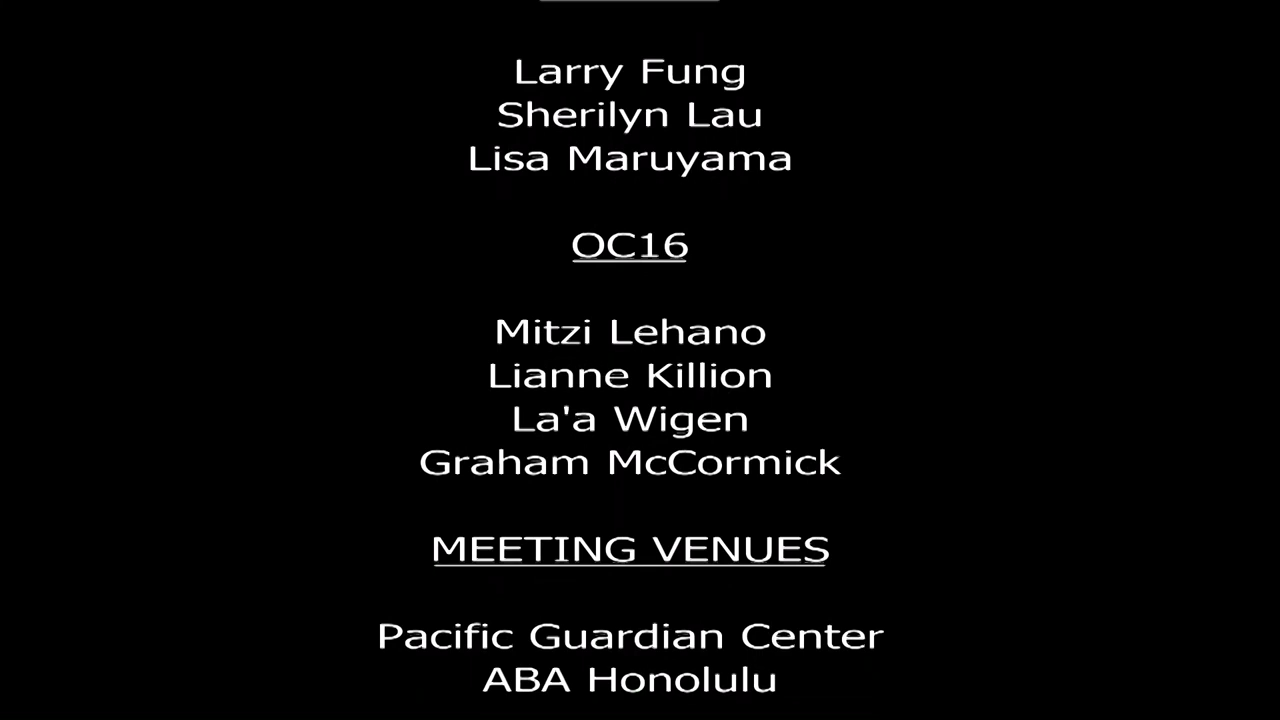 Larry Fung
Sherilyn Lau
Lisa Maruyama
OC16
Mitzi Lehano
Lianne Killion
La'a Wigen
Graham McCormick
MEETING VENUES
Pacific Guardian Center
ABA Honolulu